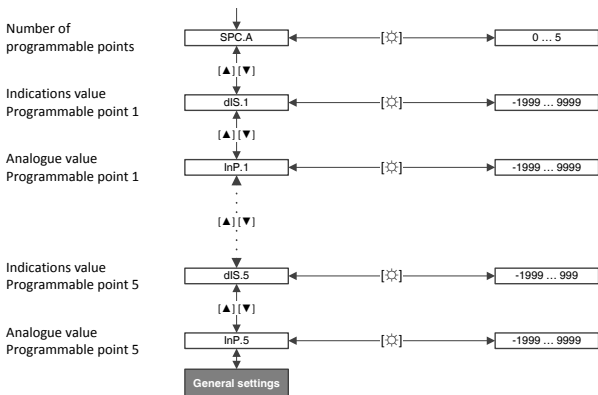 Number of
programmable points
SPC.A
[☼]
0 … 5
[▲] [▼]
Indications value
Programmable point 1
dIS.1
[☼]
-1999 … 9999
[▲] [▼]
Analogue value
Programmable point 1
InP.1
[☼]
-1999 … 9999
[▲] [▼]
Indications value
Programmable point 5
dIS.5
[☼]
-1999 … 999
[▲] [▼]
Analogue value
Programmable point 5
InP.5
[☼]
-1999 … 9999
General settings